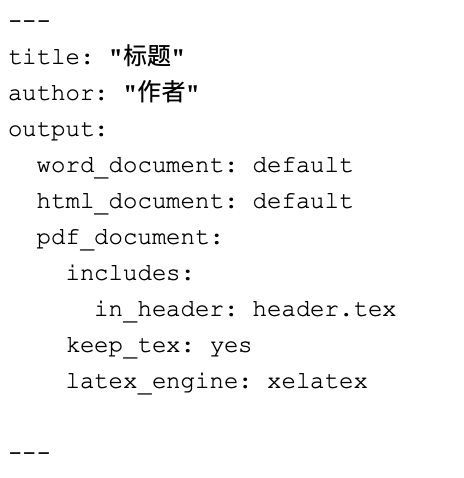 ---
title: "标题"
author: "作者"
output:
  word_document: default
  html_document: default
  pdf_document:
    includes:
      in_header: header.tex
    keep_tex: yes
    latex_engine: xelatex

---